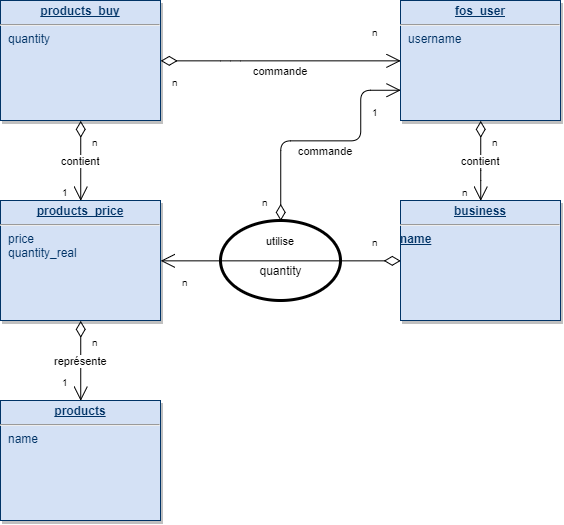 products_buy
fos_user
quantity
username
n
commande
n
n
1
contient
commande
n
contient
1
n
n
products_price
business
price
quantity_real
utilise
n
name
quantity
n
n
représente
1
products
name